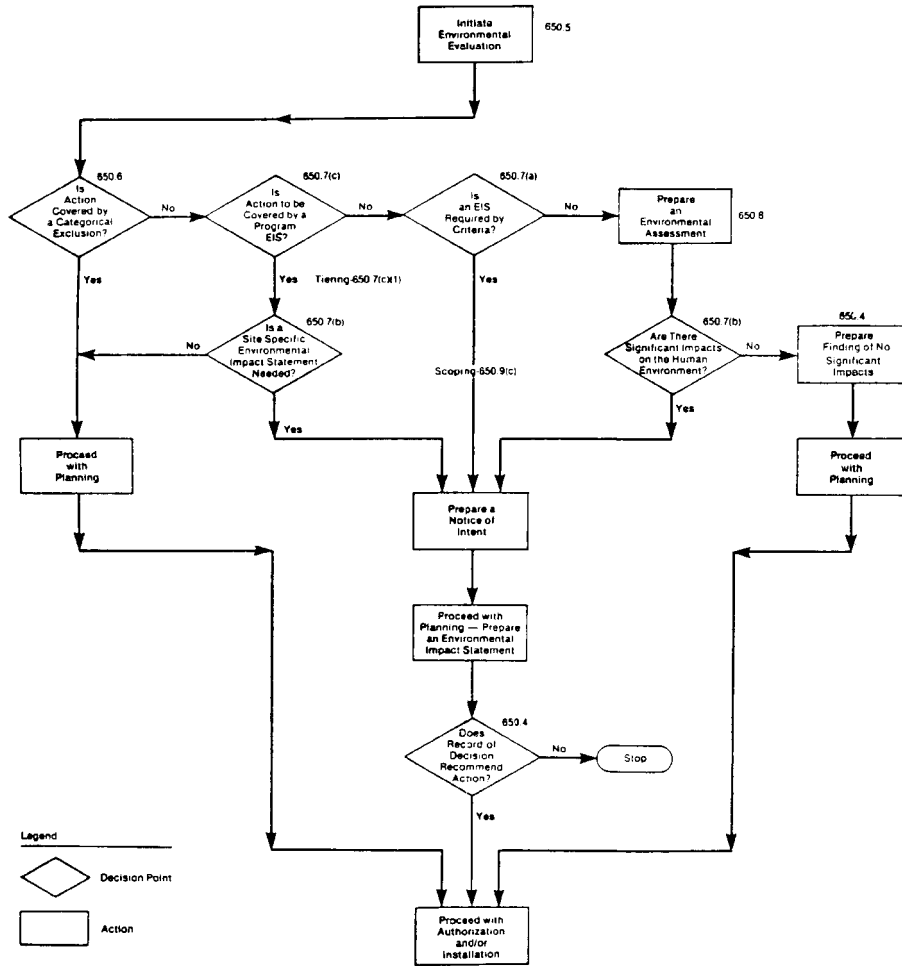 Initiate
Environmental
Evaluation
650.5
650.6
Is
Action
Covered by
a Categorical
Exclusion?
No
650.7(c)
Is
Action to be
Covered by a
Program
EIS?
No
650.7(a)
Is
an EIS
Required by
Criteria?
No
Prepare
an
Environmental
Assessment
650.8
Yes
Yes
Tiering-650.7(c)(1)
Yes
650.7(b)
Is a
Site Specific
Environmental
Impact Statement
Needed?
No
Scoping-650.9(c)
650.7(b)
Are There
Significant Impacts
on the Human
Environment?
No
650.4
Prepare
Finding of No
Significant
Impacts
Yes
Yes
Proceed
with
Planning
Proceed
with
Planning
Prepare a
Notice of
Intent
Proceed with
Planning — Prepare
an Environmental
Impact Statement
650.4
Does
Record of
Decision
Recommend
Action?
No
Stop
Yes
Legend
Decision Point
Action
Proceed with
Authorization
and/or
Installation